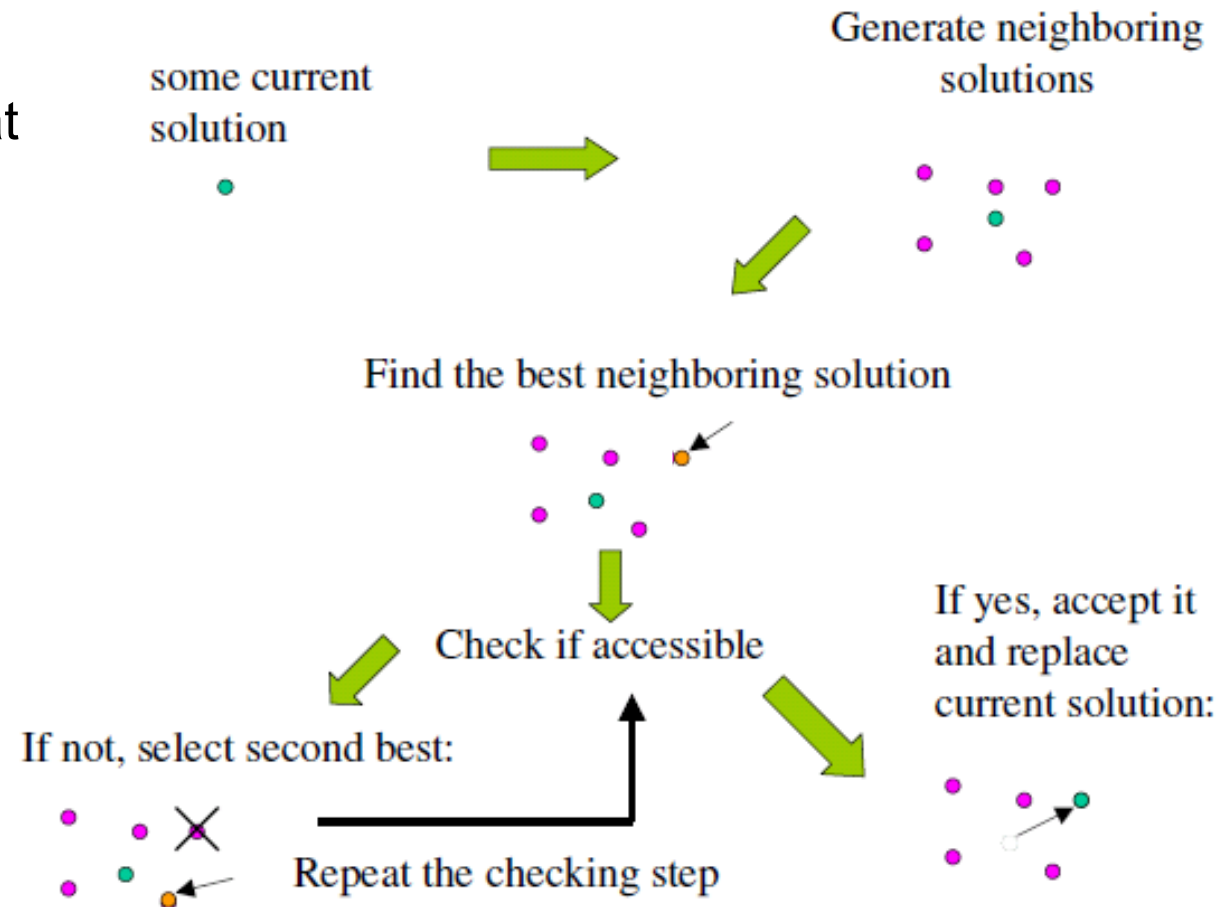 some current
solution
Generate neighboring
solutions
Find the best neighboring solution
Check if accessible
If yes, accept it
and replace
current solution:
If not, select second best:
Repeat the checking step